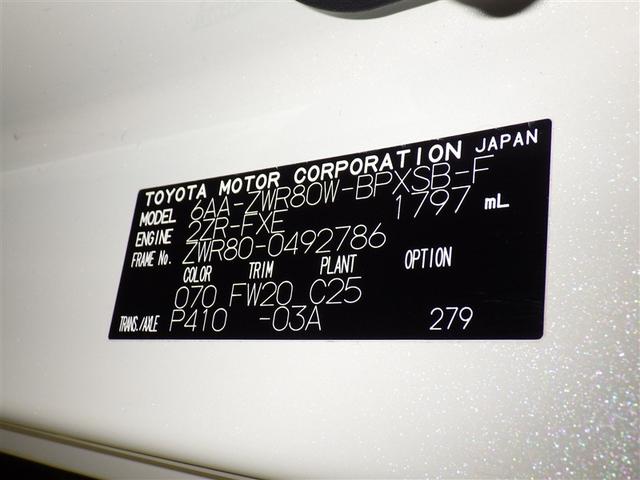 TOYOTA MOTOR CORPORATION JAPAN
MODEL 6AA-ZWR80W-BPXSB-F
ENGINE 2ZR-FXE 1797 mL
FRAME No. ZWR80-0492786
COLOR TRIM PLANT OPTION
070 FW20 C25
TRANS./AXLE P410 -03A 279